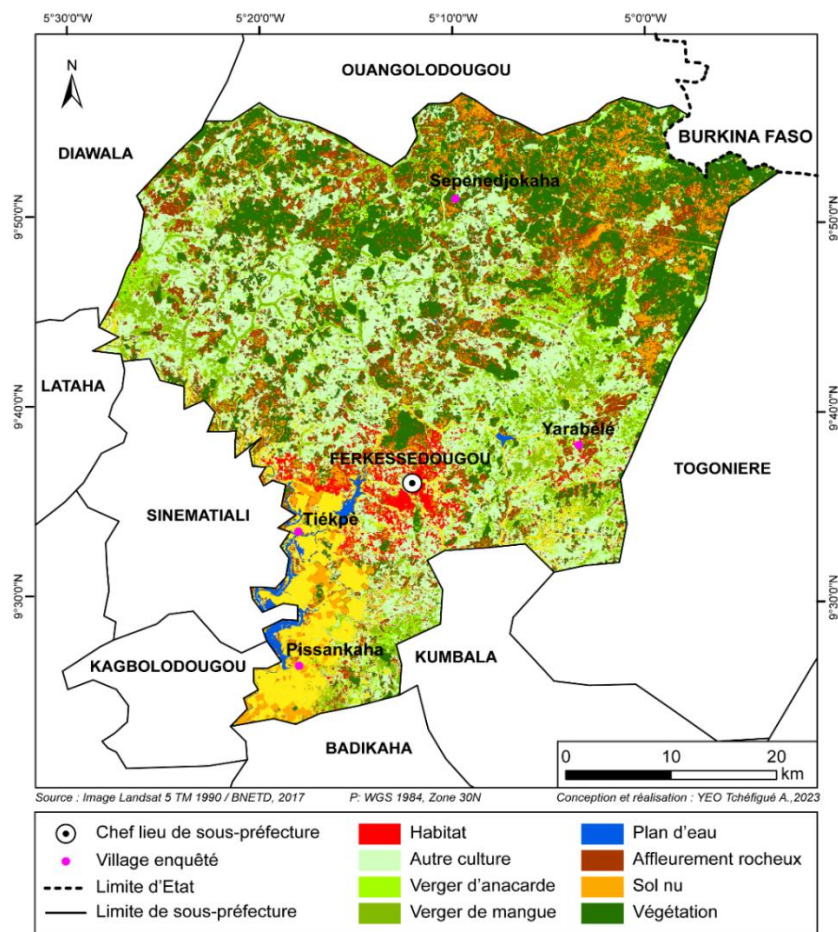 5°30'0"W 5°20'0"W 5°10'0"W 5°0'0"W
N
OUANGOLODOUGOU
BURKINA FASO
DIAWALA
Sepenedjokaha
9°50'0"N 9°50'0"N
LATAHA
9°40'0"N 9°40'0"N
Yarabélé
FERKESSEDOUGOU
TOGONIERE
SINEMATIALI
Tiékpè
9°30'0"N 9°30'0"N
KAGBOLODOUGOU
Pissankaha
KUMBALA
BADIKAHA
0 10 20
km
Source : Image Landsat 5 TM 1990 / BNETD, 2017 P: WGS 1984, Zone 30N Conception et réalisation : YEO Tchéfigué A.,2023
Chef lieu de sous-préfecture Habitat Plan d'eau
Village enquêté Autre culture Affleurement rocheux
Limite d'Etat Verger d'anacarde Sol nu
Limite de sous-préfecture Verger de mangue Végétation